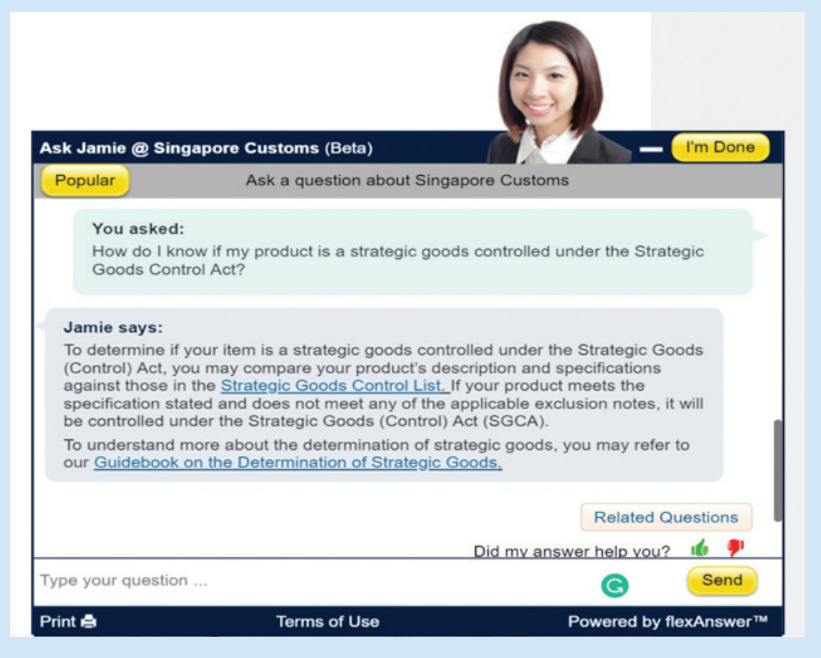 Ask Jamie @ Singapore Customs (Beta)
I'm Done
Popular
Ask a question about Singapore Customs
You asked:
How do I know if my product is a strategic goods controlled under the Strategic
Goods Control Act?
Jamie says:
To determine if your item is a strategic goods controlled under the Strategic Goods
(Control) Act, you may compare your product's description and specifications
against those in the Strategic Goods Control List. If your product meets the
specification stated and does not meet any of the applicable exclusion notes, it will
be controlled under the Strategic Goods (Control) Act (SGCA).
To understand more about the determination of strategic goods, you may refer to
our Guidebook on the Determination of Strategic Goods.
Related Questions
Did my answer help you?
Type your question ...
G
Send
Print
Terms of Use
Powered by flexAnswer™